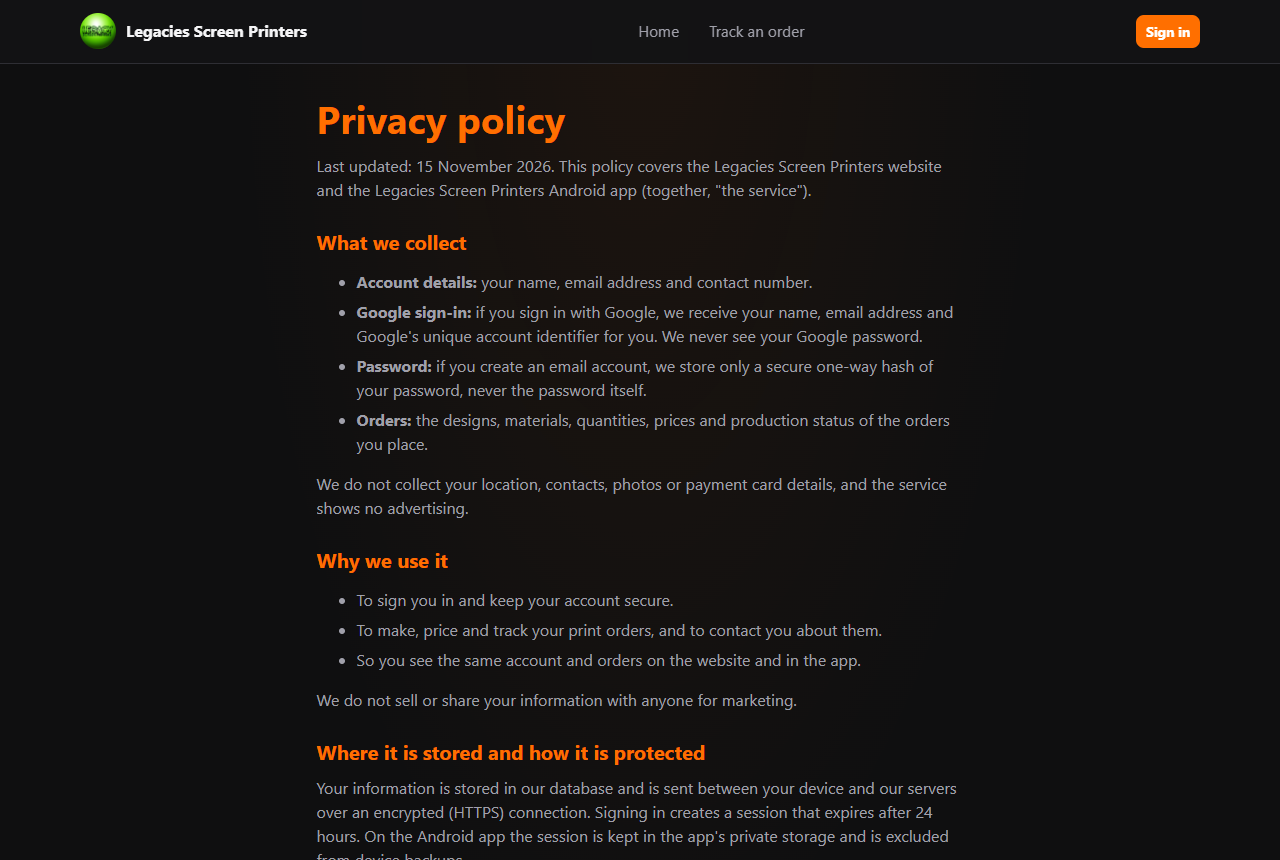 Legacies Screen Printers
Home
Track an order
Sign in
Privacy policy
Last updated: 15 November 2026. This policy covers the Legacies Screen Printers website
and the Legacies Screen Printers Android app (together, "the service").
What we collect
• Account details: your name, email address and contact number.
• Google sign-in: if you sign in with Google, we receive your name, email address and
Google's unique account identifier for you. We never see your Google password.
• Password: if you create an email account, we store only a secure one-way hash of
your password, never the password itself.
• Orders: the designs, materials, quantities, prices and production status of the orders
you place.
We do not collect your location, contacts, photos or payment card details, and the service
shows no advertising.
Why we use it
• To sign you in and keep your account secure.
• To make, price and track your print orders, and to contact you about them.
• So you see the same account and orders on the website and in the app.
We do not sell or share your information with anyone for marketing.
Where it is stored and how it is protected
Your information is stored in our database and is sent between your device and our servers
over an encrypted (HTTPS) connection. Signing in creates a session that expires after 24
hours. On the Android app the session is kept in the app's private storage and is excluded
from device backups.